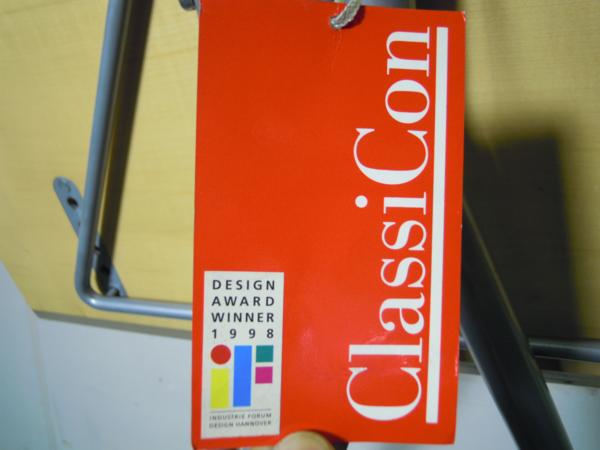 ClassiCon
DESIGN
AWARD
WINNER
1998
iF
INDUSTRIE FORUM
DESIGN HANNOVER